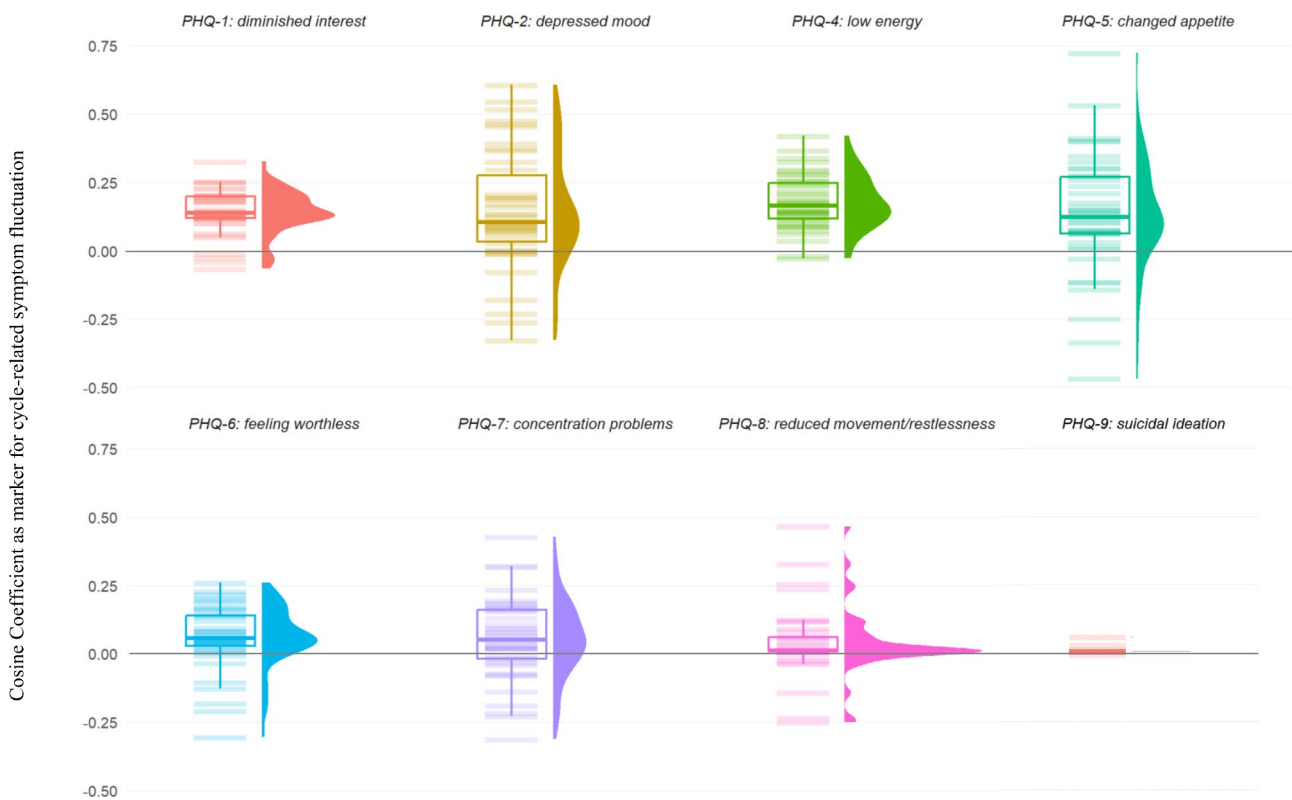 PHQ-1: diminished interest
PHQ-2: depressed mood
PHQ-4: low energy
PHQ-5: changed appetite
0.75
0.50
0.25
0.00
-0.25
-0.50
Cosine Coefficient as marker for cycle-related symptom fluctuation
PHQ-6: feeling worthless
PHQ-7: concentration problems
PHQ-8: reduced movement/restlessness
PHQ-9: suicidal ideation
0.75
0.50
0.25
0.00
-0.25
-0.50